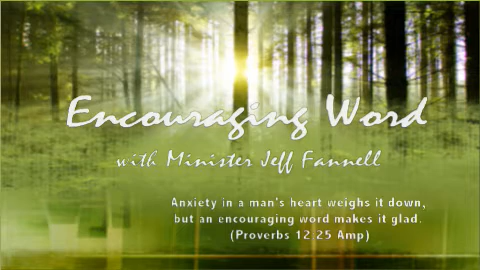 Encouraging Word
with Minister Jeff Fannell
Anxiety in a man's heart weighs it down,
but an encouraging word makes it glad.
(Proverbs 12:25 Amp)